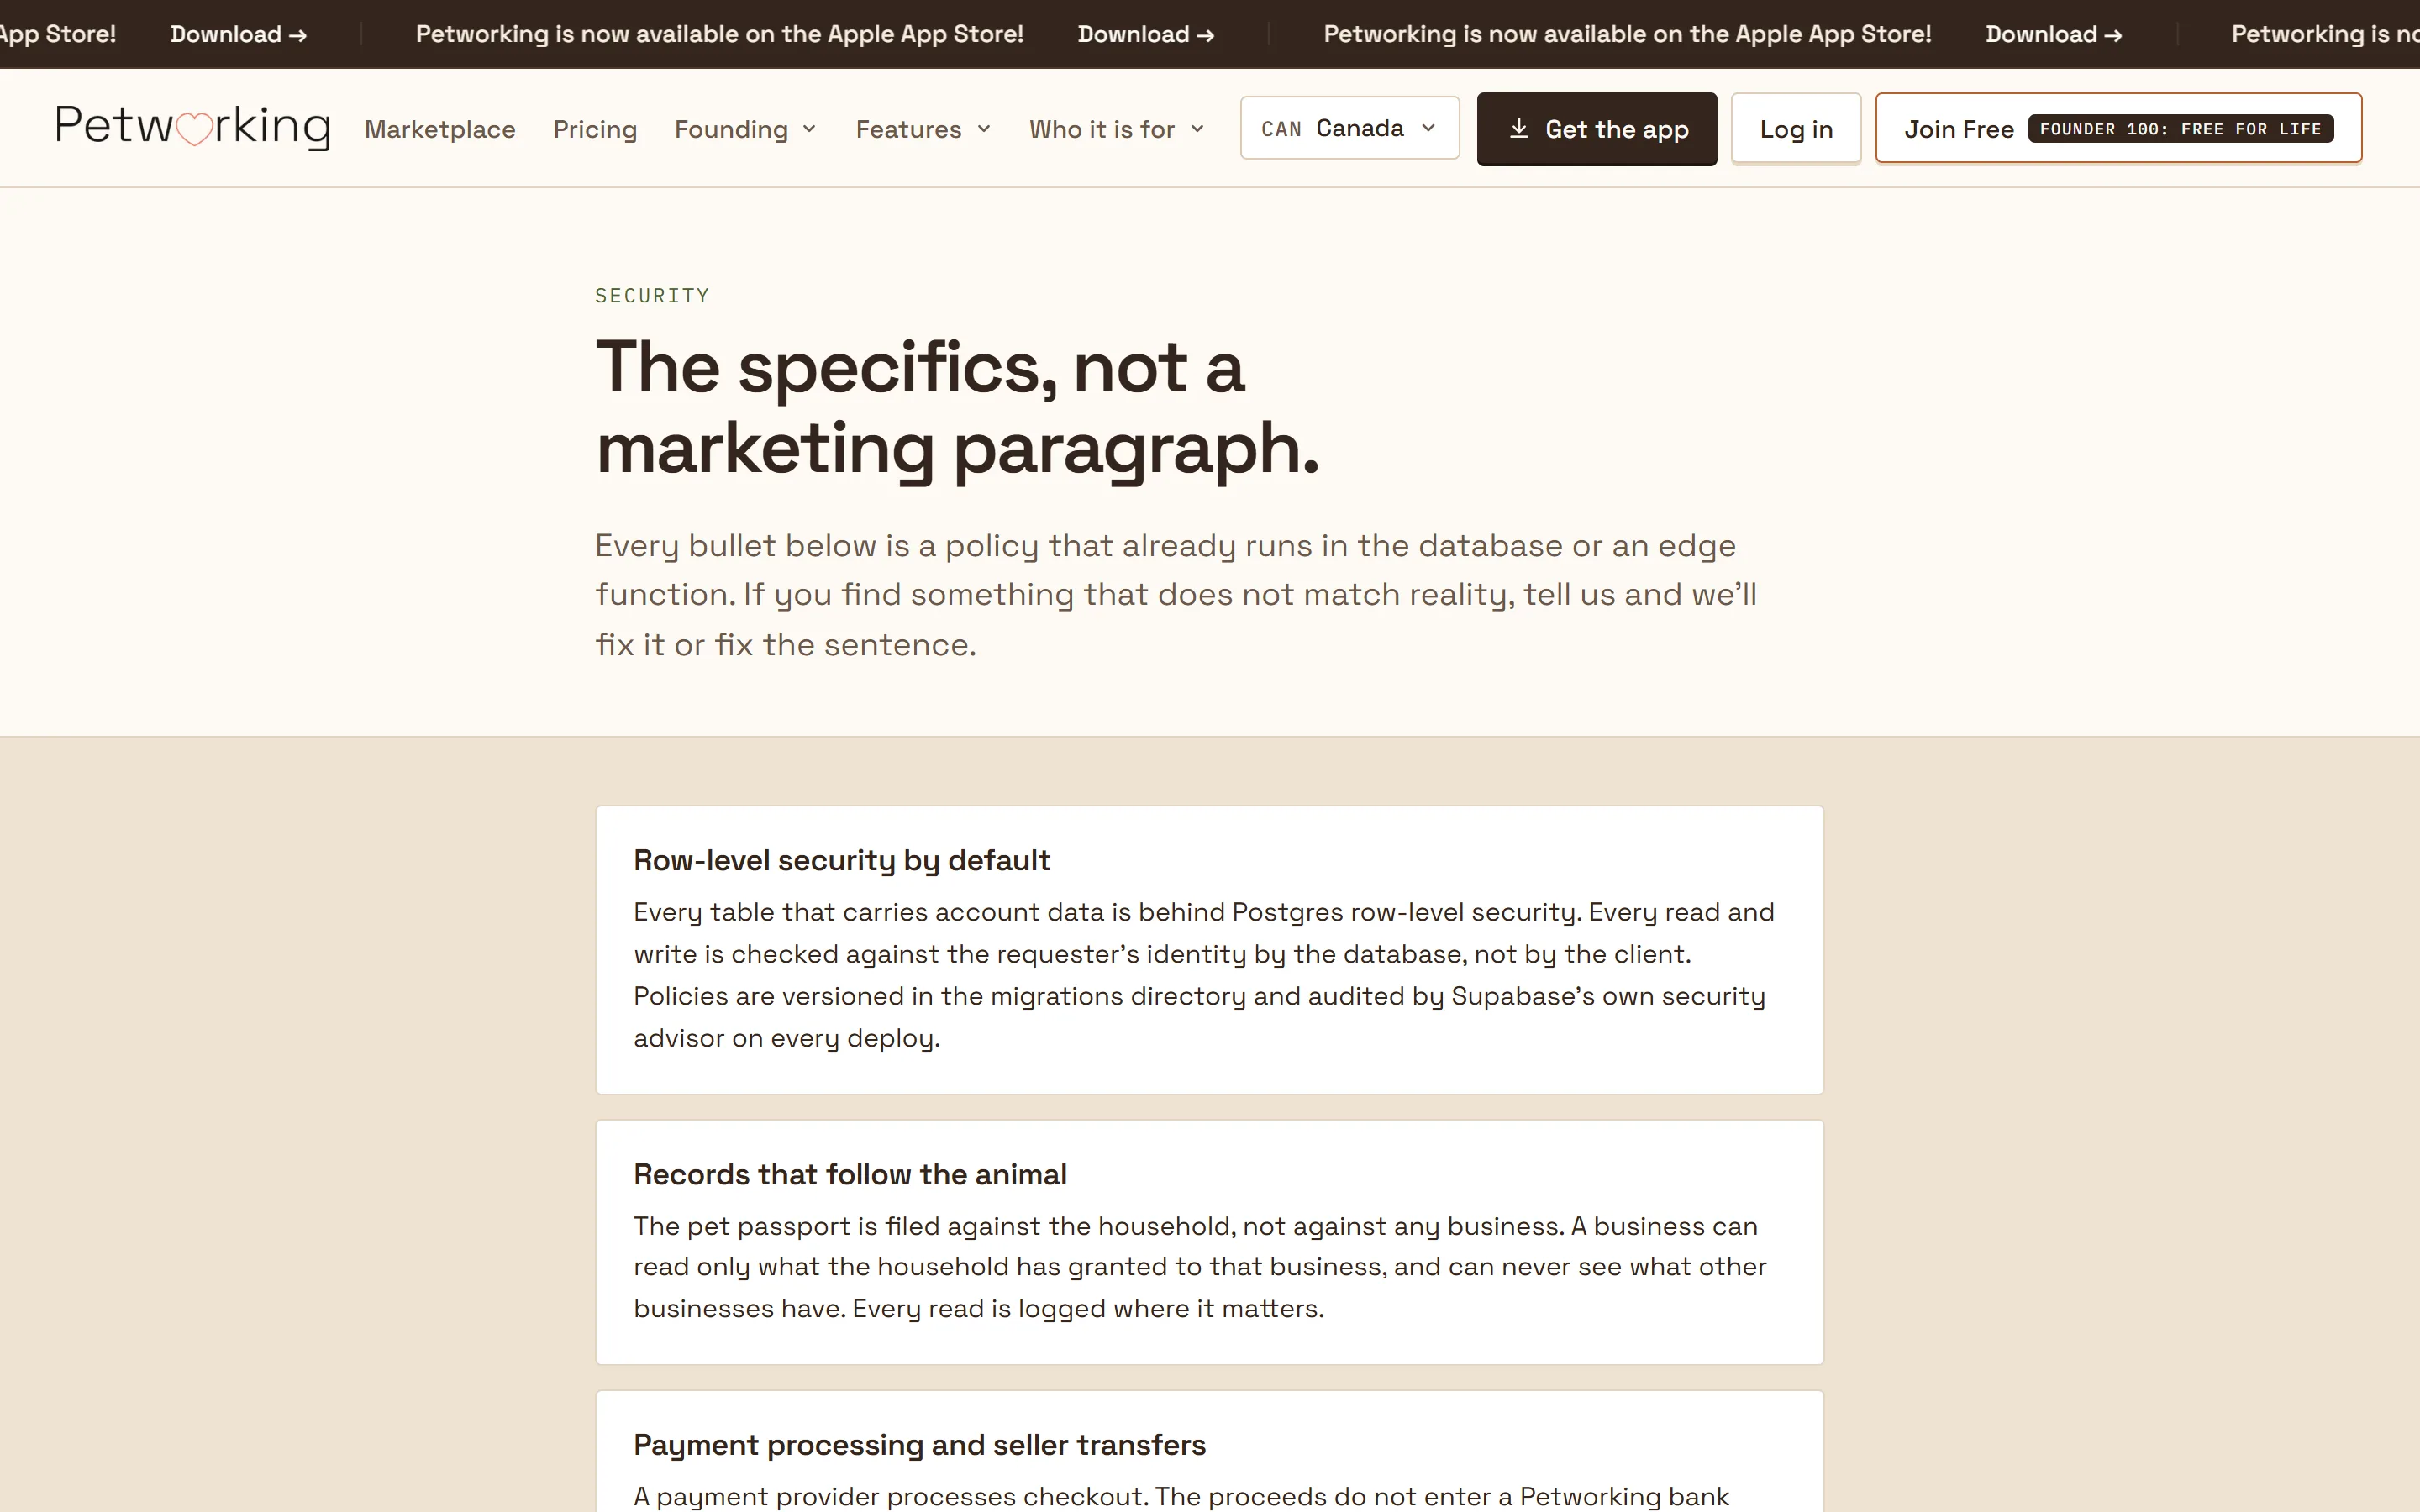 App Store! Download → Petworking is now available on the Apple App Store! Download → Petworking is now available on the Apple App Store! Download → Petworking is
Petworking Marketplace Pricing Founding Features Who it is for CAN Canada Get the app Log in Join Free FOUNDER 100: FREE FOR LIFE
SECURITY
The specifics, not a
marketing paragraph.
Every bullet below is a policy that already runs in the database or an edge
function. If you find something that does not match reality, tell us and we’ll
fix it or fix the sentence.
Row-level security by default
Every table that carries account data is behind Postgres row-level security. Every read and
write is checked against the requester’s identity by the database, not by the client.
Policies are versioned in the migrations directory and audited by Supabase’s own security
advisor on every deploy.
Records that follow the animal
The pet passport is filed against the household, not against any business. A business can
read only what the household has granted to that business, and can never see what other
businesses have. Every read is logged where it matters.
Payment processing and seller transfers
A payment provider processes checkout. The proceeds do not enter a Petworking bank